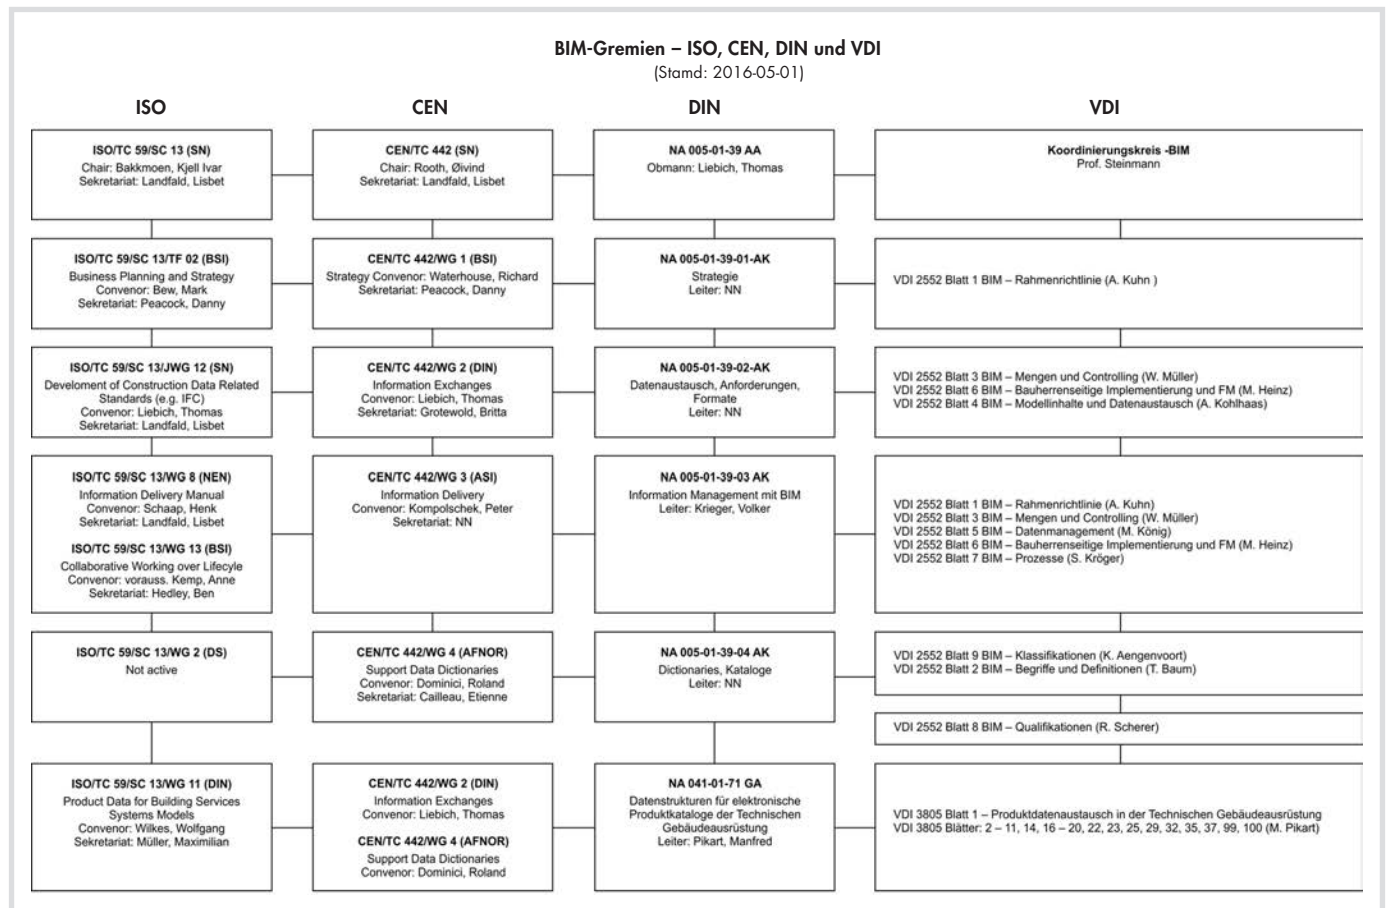 BIM-Gremien – ISO, CEN, DIN und VDI
(Stamd: 2016-05-01)
ISO
CEN
DIN
VDI
ISO/TC 59/SC 13 (SN)
Chair: Bakkmoen, Kjell Ivar
Sekretariat: Landfald, Lisbet
CEN/TC 442 (SN)
Chair: Rooth, Øivind
Sekretariat: Landfald, Lisbet
NA 005-01-39 AA
Obmann: Liebich, Thomas
Koordinierungskreis -BIM
Prof. Steinmann
ISO/TC 59/SC 13/TF 02 (BSI)
Business Planning and Strategy
Convenor: Bew, Mark
Sekretariat: Peacock, Danny
CEN/TC 442/WG 1 (BSI)
Strategy Convenor: Waterhouse, Richard
Sekretariat: Peacock, Danny
NA 005-01-39-01-AK
Strategie
Leiter: NN
VDI 2552 Blatt 1 BIM – Rahmenrichtlinie (A. Kuhn )
ISO/TC 59/SC 13/JWG 12 (SN)
Develoment of Construction Data Related
Standards (e.g. IFC)
Convenor: Liebich, Thomas
Sekretariat: Landfald, Lisbet
CEN/TC 442/WG 2 (DIN)
Information Exchanges
Convenor: Liebich, Thomas
Sekretariat: Grotewold, Britta
NA 005-01-39-02-AK
Datenaustausch, Anforderungen,
Formate
Leiter: NN
VDI 2552 Blatt 3 BIM – Mengen und Controlling (W. Müller)
VDI 2552 Blatt 6 BIM – Bauherrenseitige Implementierung und FM (M. Heinz)
VDI 2552 Blatt 4 BIM – Modellinhalte und Datenaustausch (A. Kohlhaas)
ISO/TC 59/SC 13/WG 8 (NEN)
Information Delivery Manual
Convenor: Schaap, Henk
Sekretariat: Landfald, Lisbet
ISO/TC 59/SC 13/WG 13 (BSI)
Collaborative Working over Lifecyle
Convenor: vorauss. Kemp, Anne
Sekretariat: Hedley, Ben
CEN/TC 442/WG 3 (ASI)
Information Delivery
Convenor: Kompolschek, Peter
Sekretariat: NN
NA 005-01-39-03 AK
Information Management mit BIM
Leiter: Krieger, Volker
VDI 2552 Blatt 1 BIM – Rahmenrichtlinie (A. Kuhn)
VDI 2552 Blatt 3 BIM – Mengen und Controlling (W. Müller)
VDI 2552 Blatt 5 BIM – Datenmanagement (M. König)
VDI 2552 Blatt 6 BIM – Bauherrenseitige Implementierung und FM (M. Heinz)
VDI 2552 Blatt 7 BIM – Prozesse (S. Kröger)
ISO/TC 59/SC 13/WG 2 (DS)
Not active
CEN/TC 442/WG 4 (AFNOR)
Support Data Dictionaries
Convenor: Dominici, Roland
Sekretariat: Cailleau, Etienne
NA 005-01-39-04 AK
Dictionaries, Kataloge
Leiter: NN
VDI 2552 Blatt 9 BIM – Klassifikationen (K. Aengenvoort)
VDI 2552 Blatt 2 BIM – Begriffe und Definitionen (T. Baum)
VDI 2552 Blatt 8 BIM – Qualifikationen (R. Scherer)
ISO/TC 59/SC 13/WG 11 (DIN)
Product Data for Building Services
Systems Models
Convenor: Wilkes, Wolfgang
Sekretariat: Müller, Maximilian
CEN/TC 442/WG 2 (DIN)
Information Exchanges
Convenor: Liebich, Thomas
CEN/TC 442/WG 4 (AFNOR)
Support Data Dictionaries
Convenor: Dominici, Roland
NA 041-01-71 GA
Datenstrukturen für elektronische
Produktkataloge der Technischen
Gebäudeausrüstung
Leiter: Pikart, Manfred
VDI 3805 Blatt 1 – Produktdatenaustausch in der Technischen Gebäudeausrüstung
VDI 3805 Blätter: 2 – 11, 14, 16 – 20, 22, 23, 25, 29, 32, 35, 37, 99, 100 (M. Pikart)